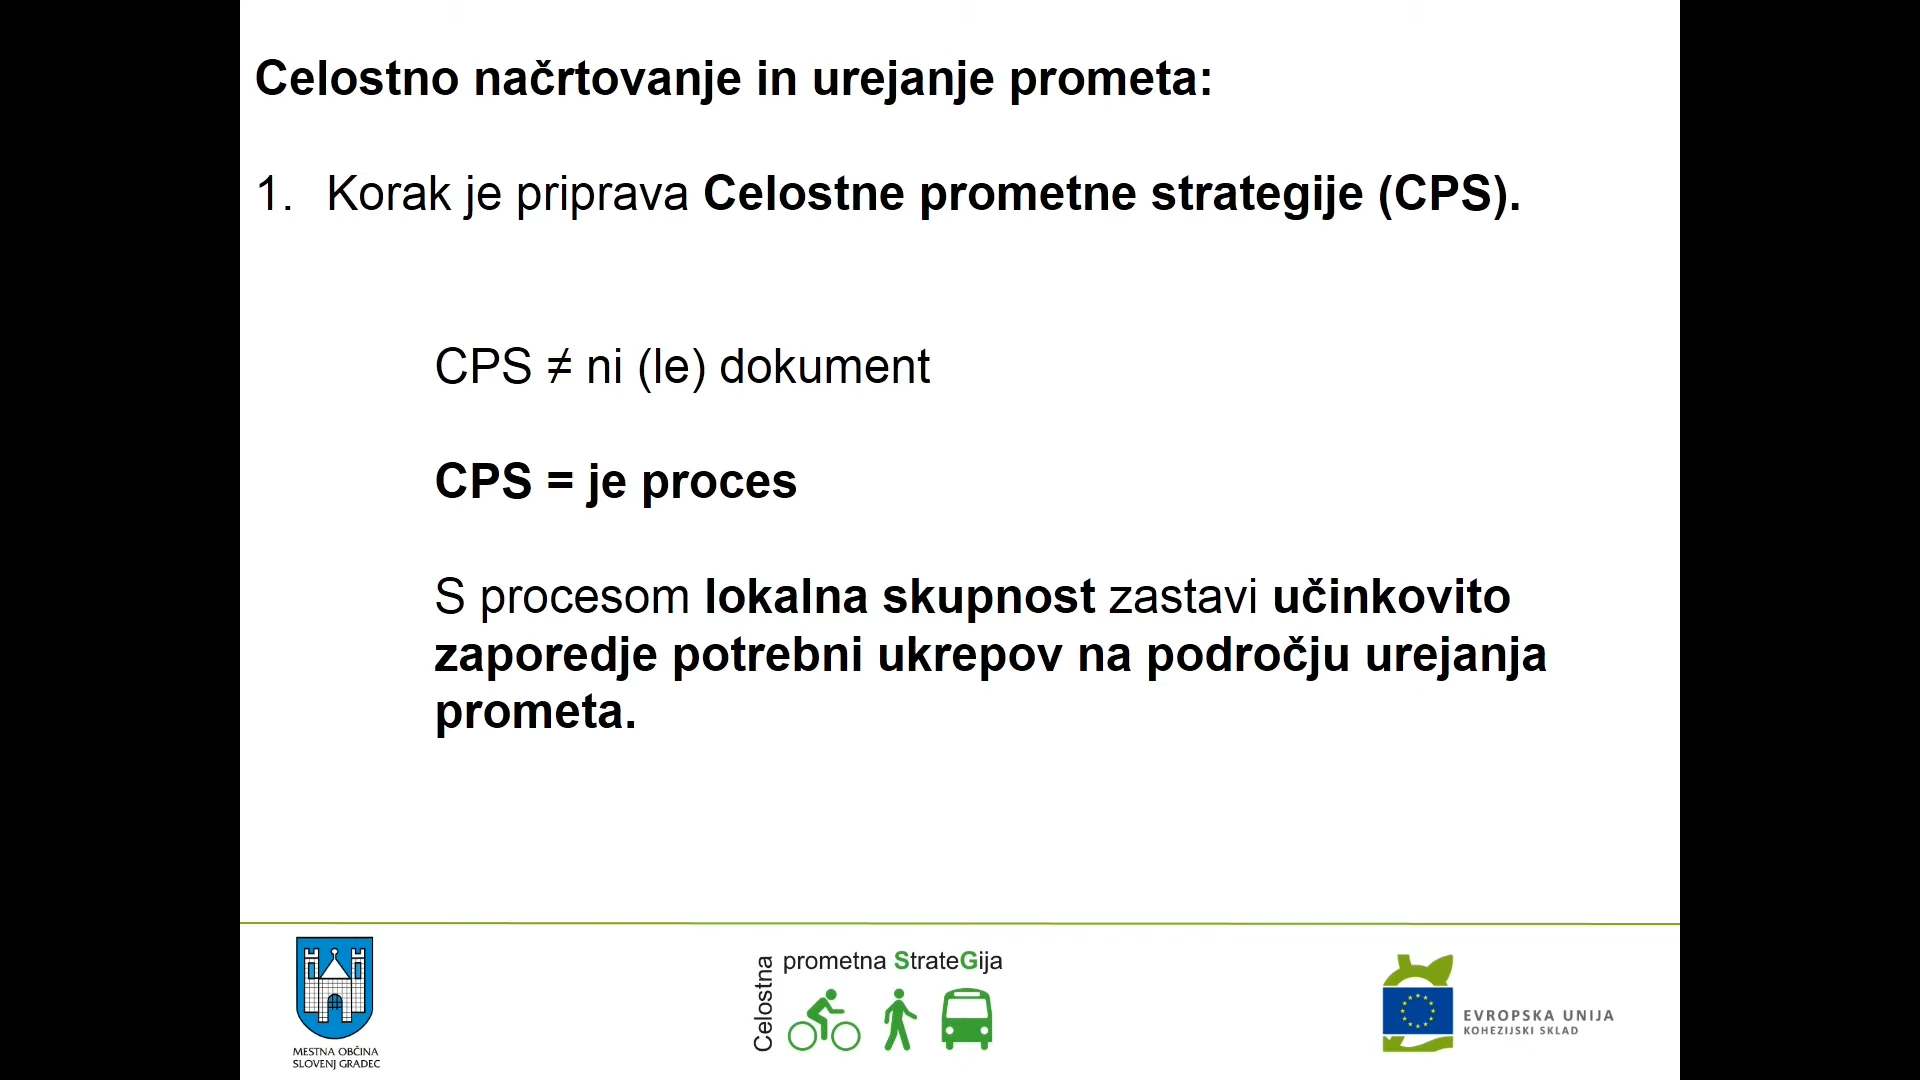 Celostno načrtovanje in urejanje prometa:
1. Korak je priprava Celostne prometne strategije (CPS).
CPS ≠ ni (le) dokument
CPS = je proces
S procesom lokalna skupnost zastavi učinkovito
zaporedje potrebni ukrepov na področju urejanja
prometa.
MESTNA OBČINA
SLOVENJ GRADEC
Celostna
prometna StrateGija
EVROPSKA UNIJA
KOHEZIJSKI SKLAD